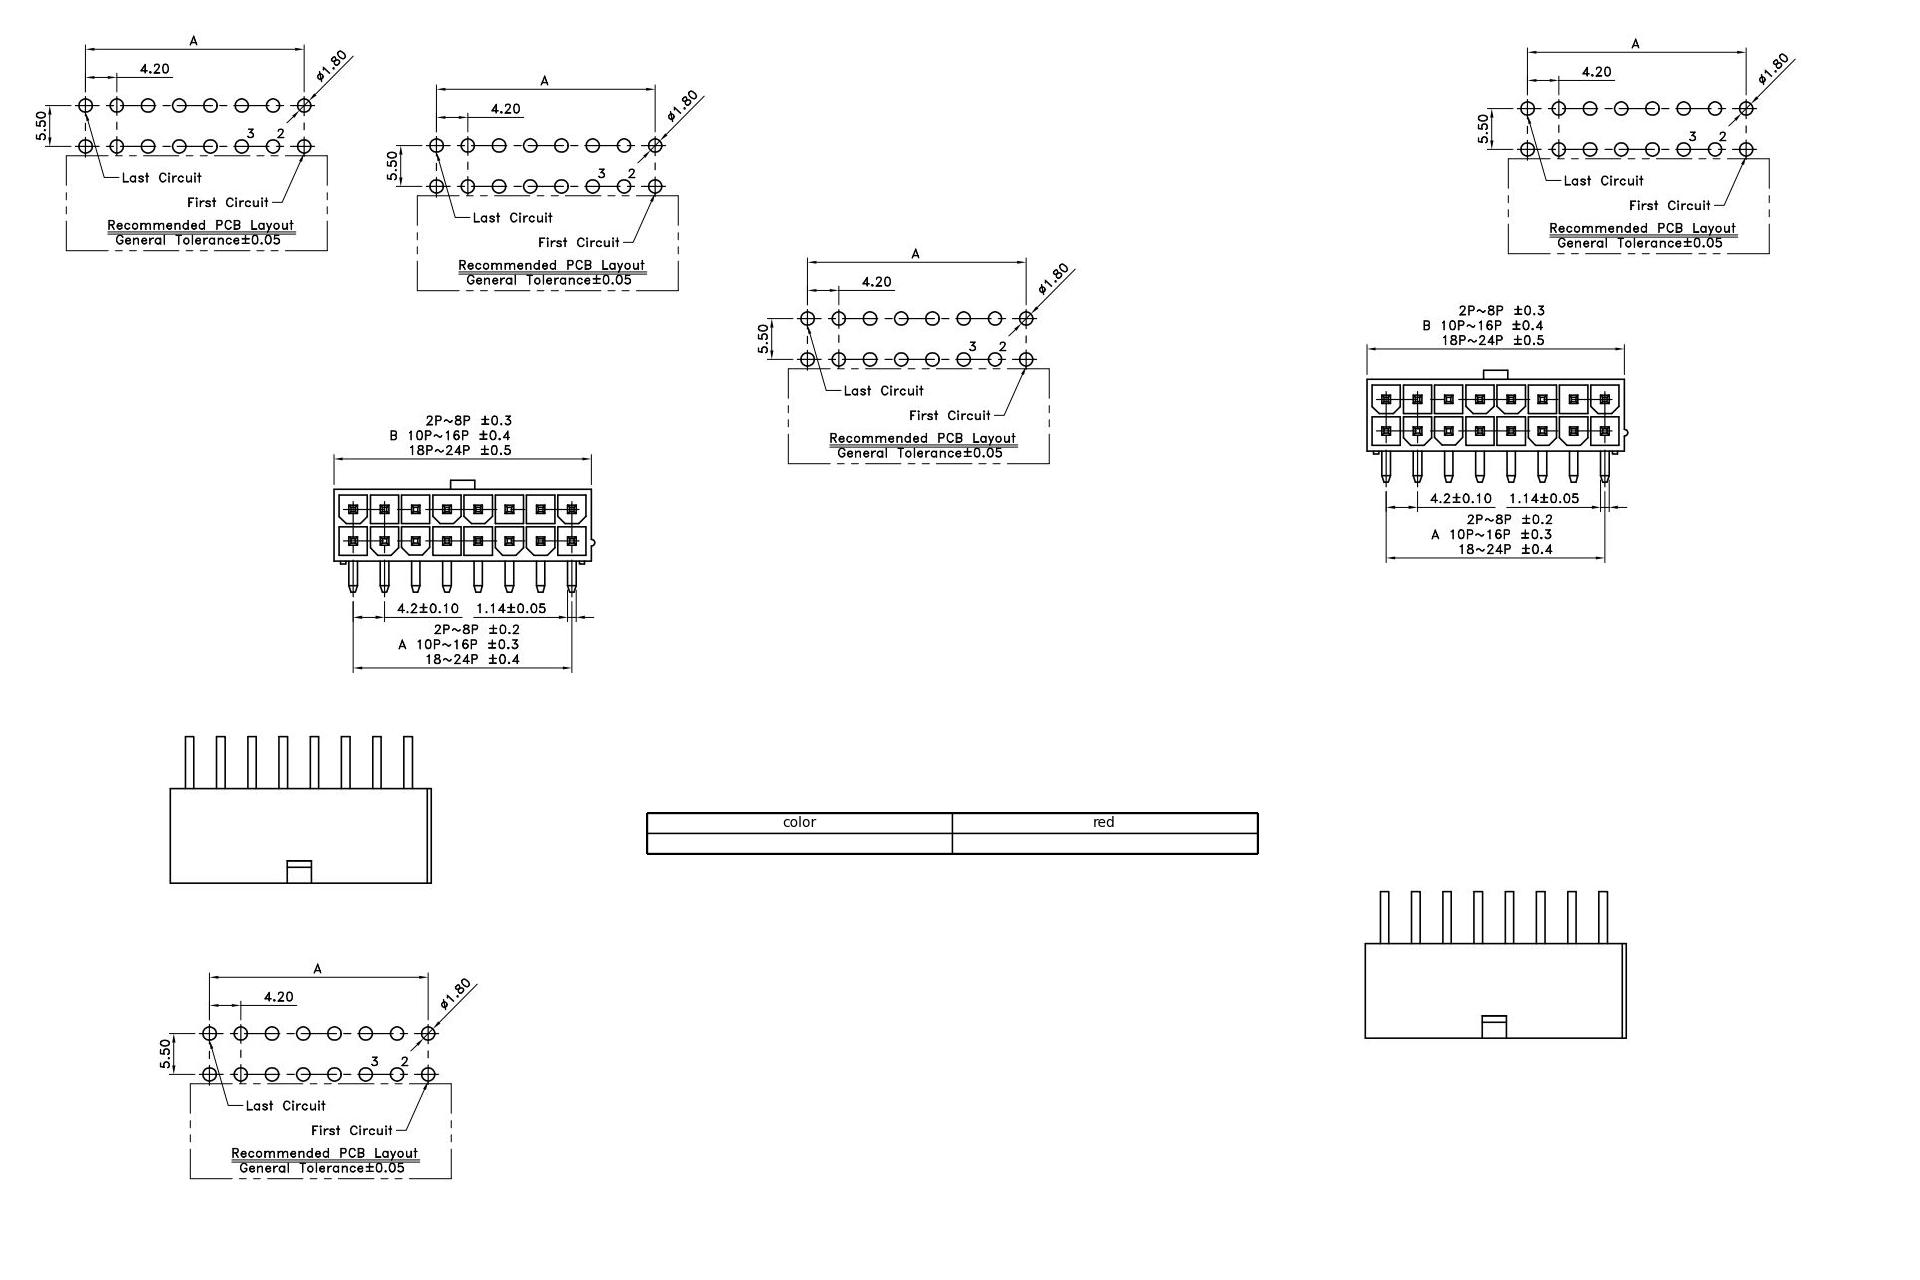 A
4.20
ø1.80
5.50
3 2
Last Circuit
First Circuit
Recommended PCB Layout
General Tolerance±0.05
A
4.20
ø1.80
5.50
3 2
Last Circuit
First Circuit
Recommended PCB Layout
General Tolerance±0.05
A
4.20
ø1.80
5.50
3 2
Last Circuit
First Circuit
Recommended PCB Layout
General Tolerance±0.05
A
4.20
ø1.80
5.50
3 2
Last Circuit
First Circuit
Recommended PCB Layout
General Tolerance±0.05
2P~8P ±0.3
B 10P~16P ±0.4
18P~24P ±0.5
4.2±0.10 1.14±0.05
2P~8P ±0.2
A 10P~16P ±0.3
18~24P ±0.4
2P~8P ±0.3
B 10P~16P ±0.4
18P~24P ±0.5
4.2±0.10 1.14±0.05
2P~8P ±0.2
A 10P~16P ±0.3
18~24P ±0.4
color red
A
4.20
ø1.80
5.50
3 2
Last Circuit
First Circuit
Recommended PCB Layout
General Tolerance±0.05